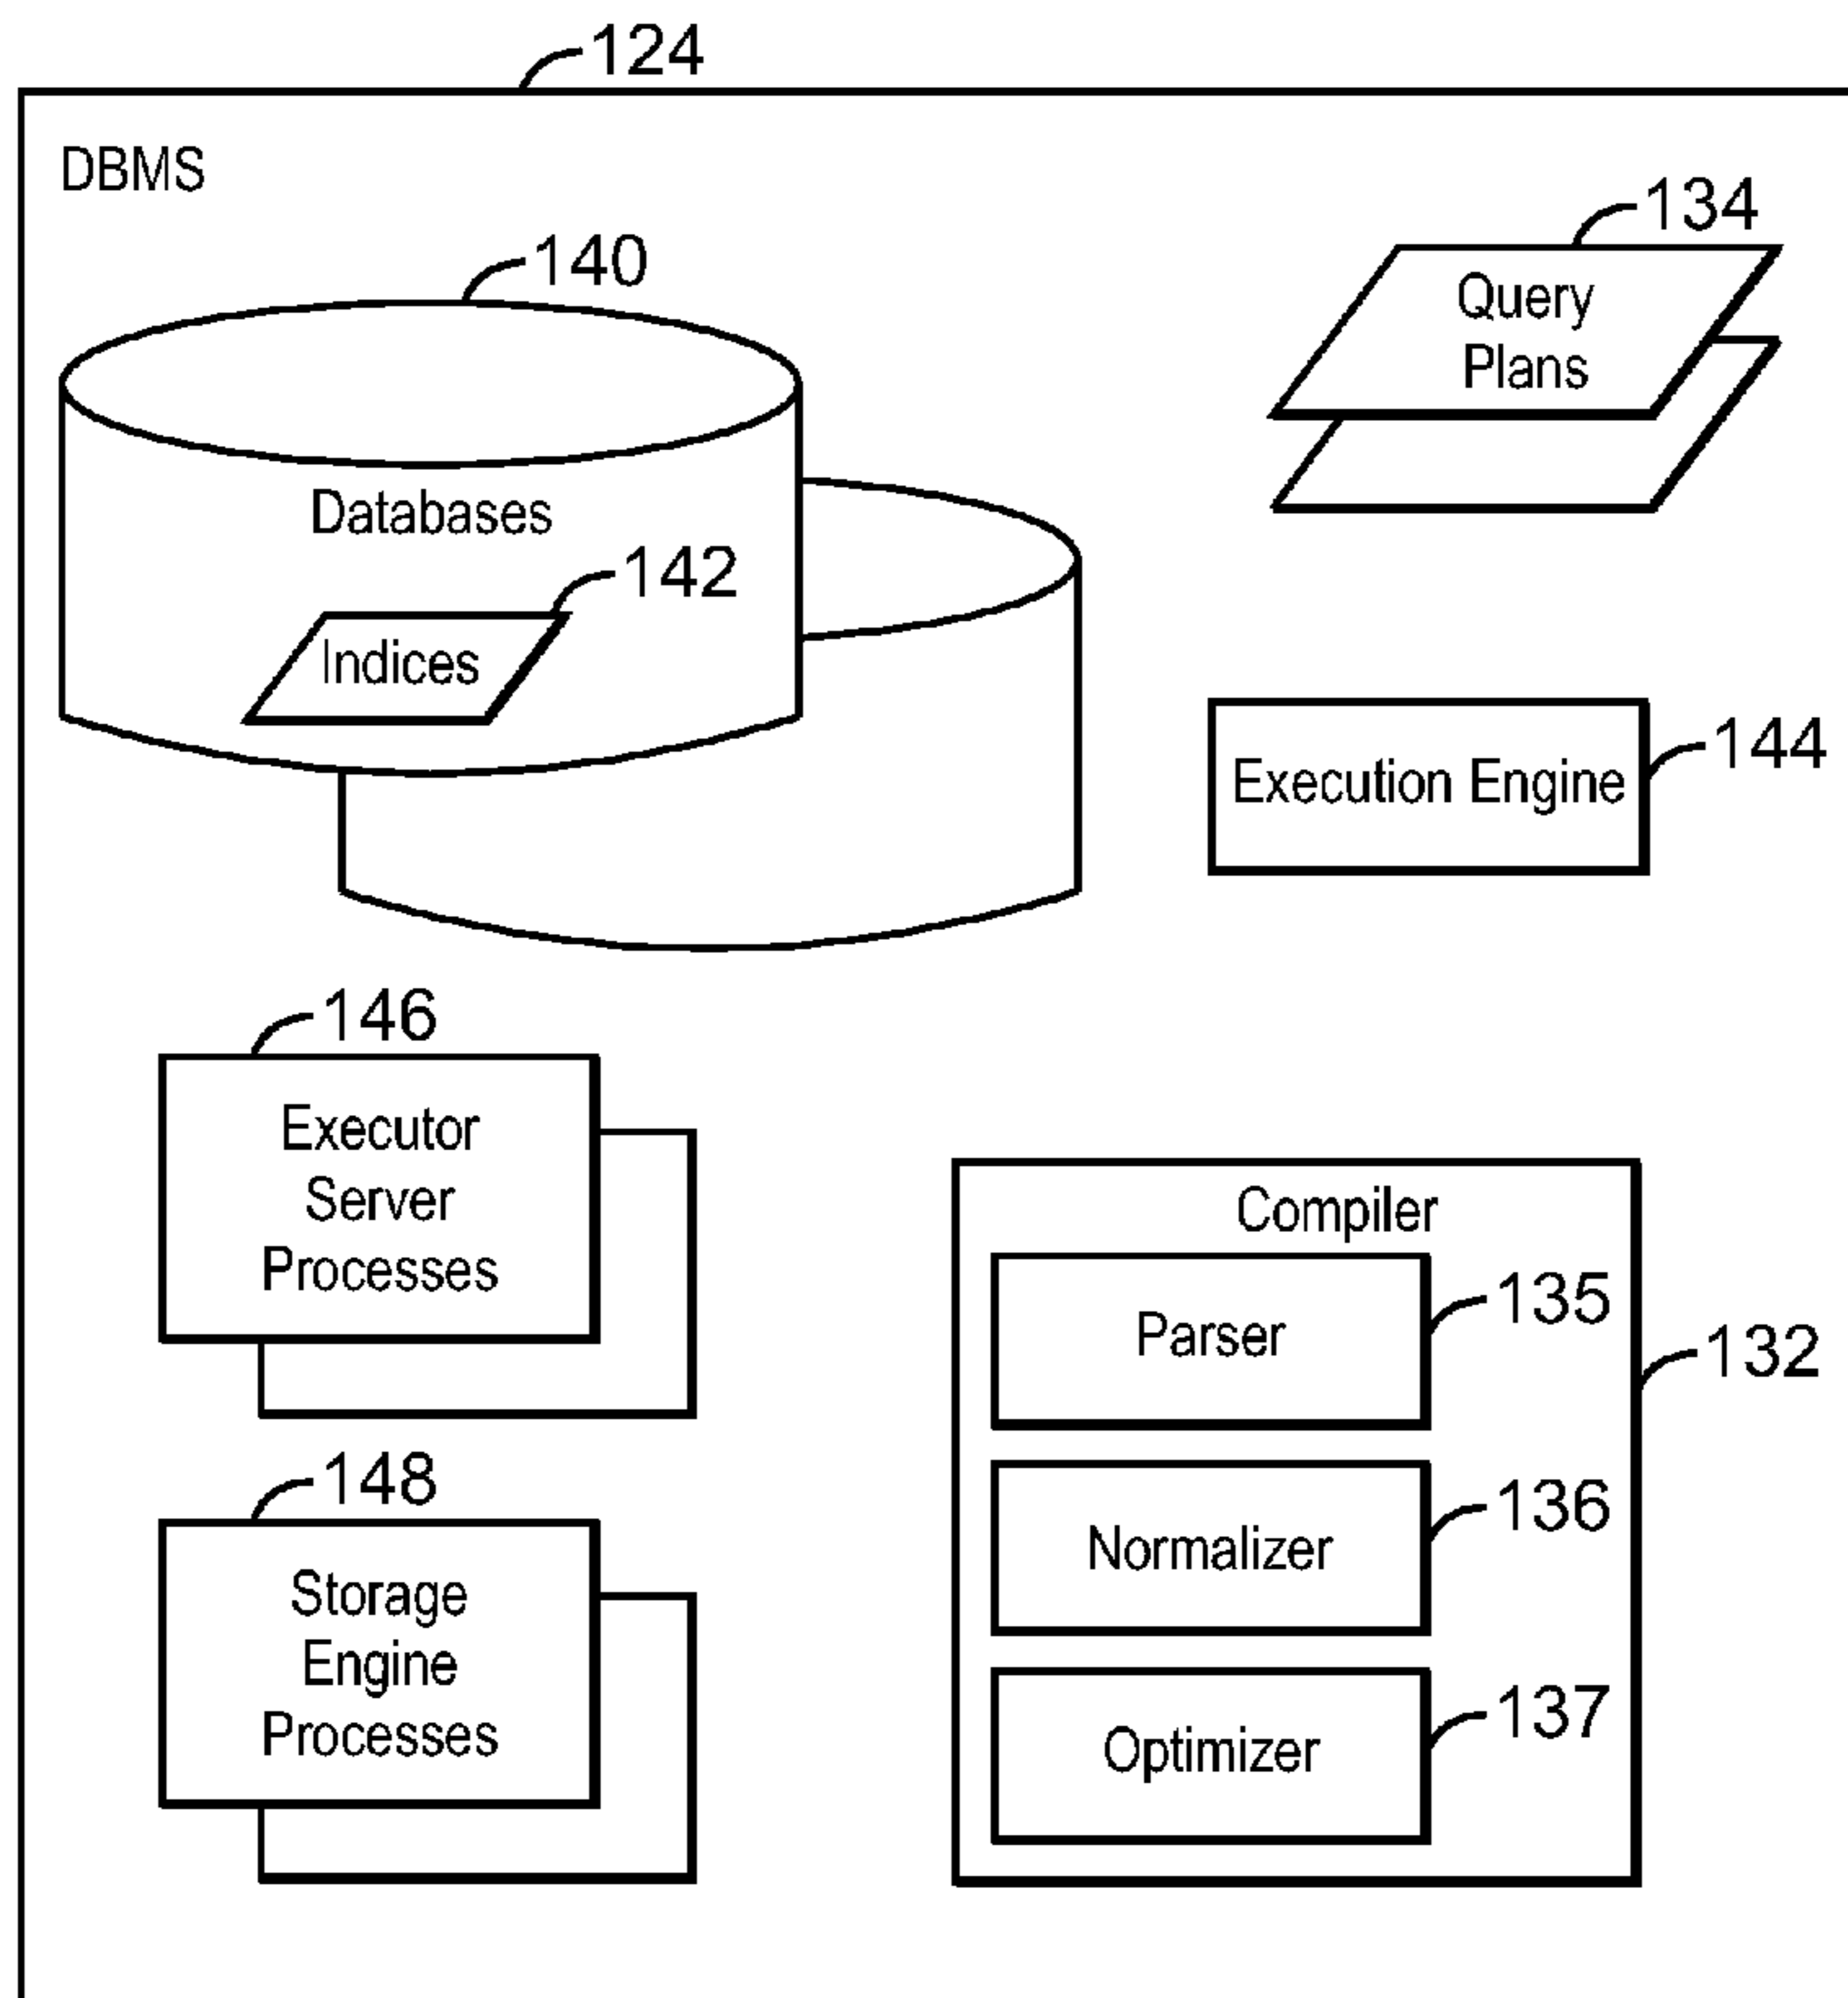 124
DBMS
134
Query
Plans
140
Databases
142
Indices
144
Execution Engine
146
Executor
Server
Processes
Compiler
135
Parser
132
148
Storage
Engine
Processes
136
Normalizer
137
Optimizer